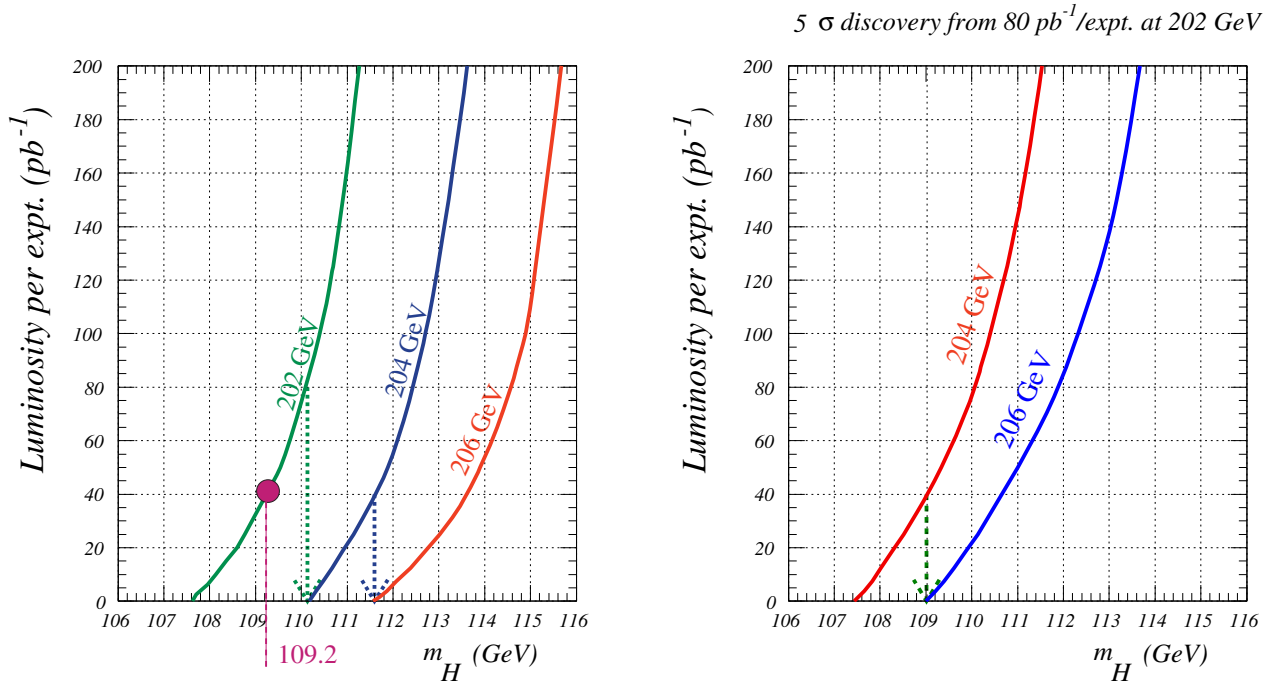 5 σ discovery from 80 pb⁻¹/expt. at 202 GeV
Luminosity per expt. (pb⁻¹)
200
180
160
140
120
100
80
60
40
20
0
202 GeV
204 GeV
206 GeV
106 107 108 109 110 111 112 113 114 115 116
109.2
m_H (GeV)
Luminosity per expt. (pb⁻¹)
200
180
160
140
120
100
80
60
40
20
0
204 GeV
206 GeV
106 107 108 109 110 111 112 113 114 115 116
m_H (GeV)